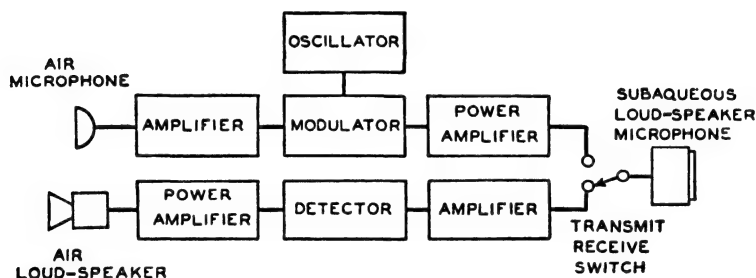 OSCILLATOR
AIR
MICROPHONE
AMPLIFIER
MODULATOR
POWER
AMPLIFIER
SUBAQUEOUS
LOUD-SPEAKER
MICROPHONE
POWER
AMPLIFIER
DETECTOR
AMPLIFIER
TRANSMIT
RECEIVE
SWITCH
AIR
LOUD-SPEAKER